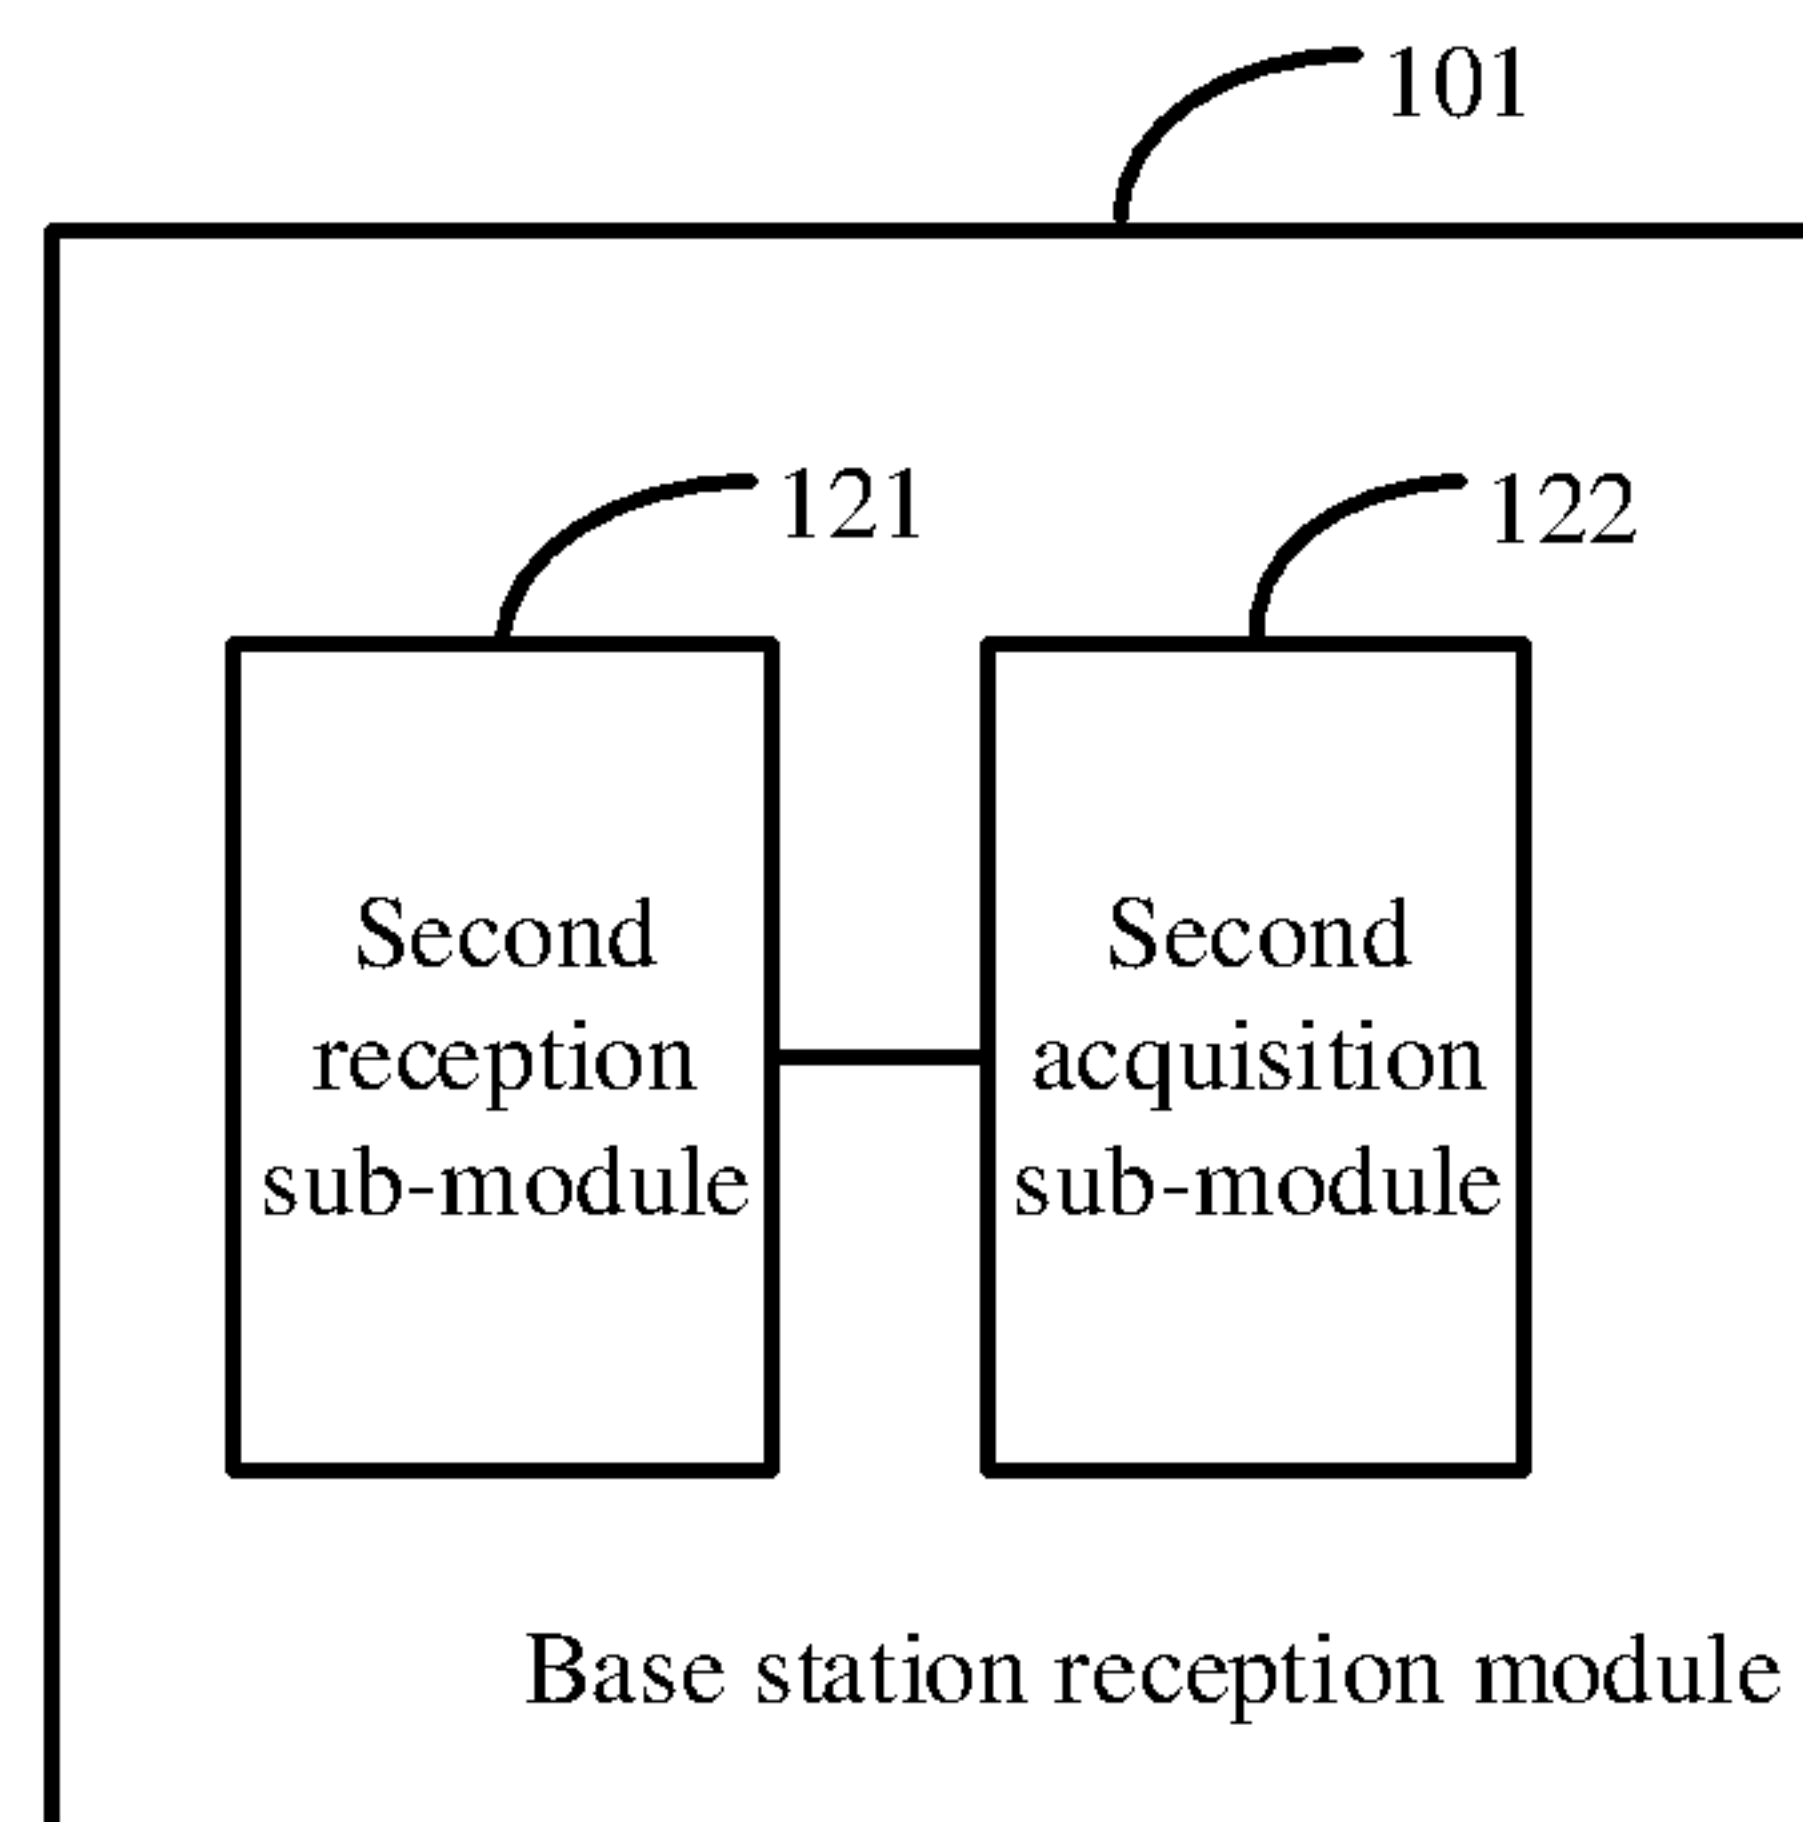 101
121
122
Second
reception
sub-module
Second
acquisition
sub-module
Base station reception module